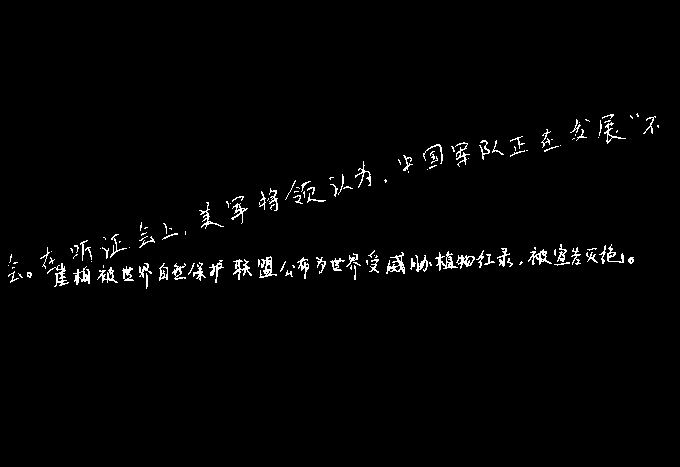 会。在听证会上,美军将领认为,中国军队正在发展“不
崖柏被世界自然保护联盟公布为世界受威胁植物红录,被宣告灭绝。